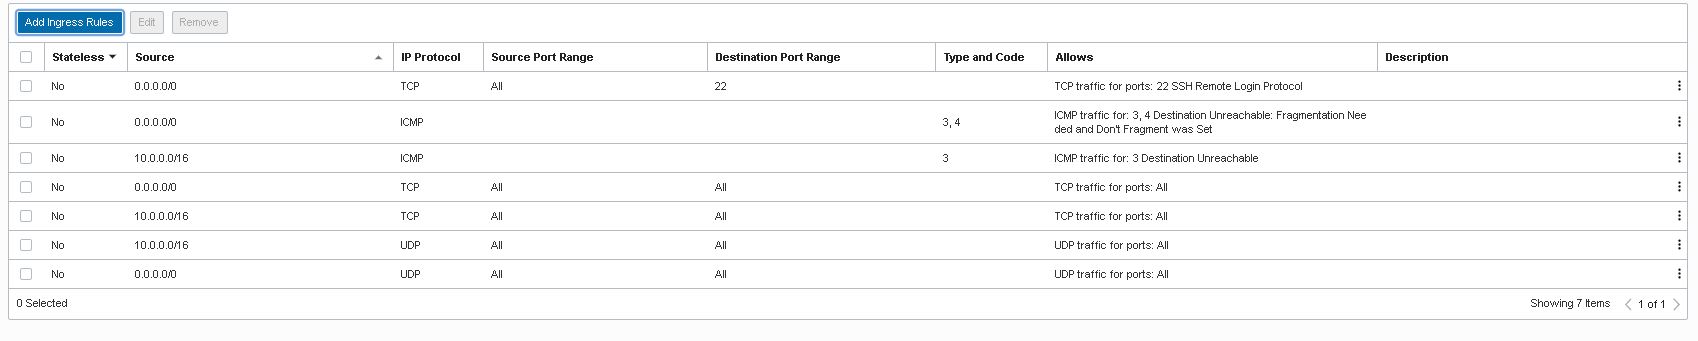 Add Ingress Rules Edit Remove
Stateless Source IP Protocol Source Port Range Destination Port Range Type and Code Allows Description
No 0.0.0.0/0 TCP All 22 TCP traffic for ports: 22 SSH Remote Login Protocol
No 0.0.0.0/0 ICMP 3, 4 ICMP traffic for: 3, 4 Destination Unreachable: Fragmentation Nee
ded and Don't Fragment was Set
No 10.0.0.0/16 ICMP 3 ICMP traffic for: 3 Destination Unreachable
No 0.0.0.0/0 TCP All All TCP traffic for ports: All
No 10.0.0.0/16 TCP All All TCP traffic for ports: All
No 10.0.0.0/16 UDP All All UDP traffic for ports: All
No 0.0.0.0/0 UDP All All UDP traffic for ports: All
0 Selected Showing 7 Items 1 of 1